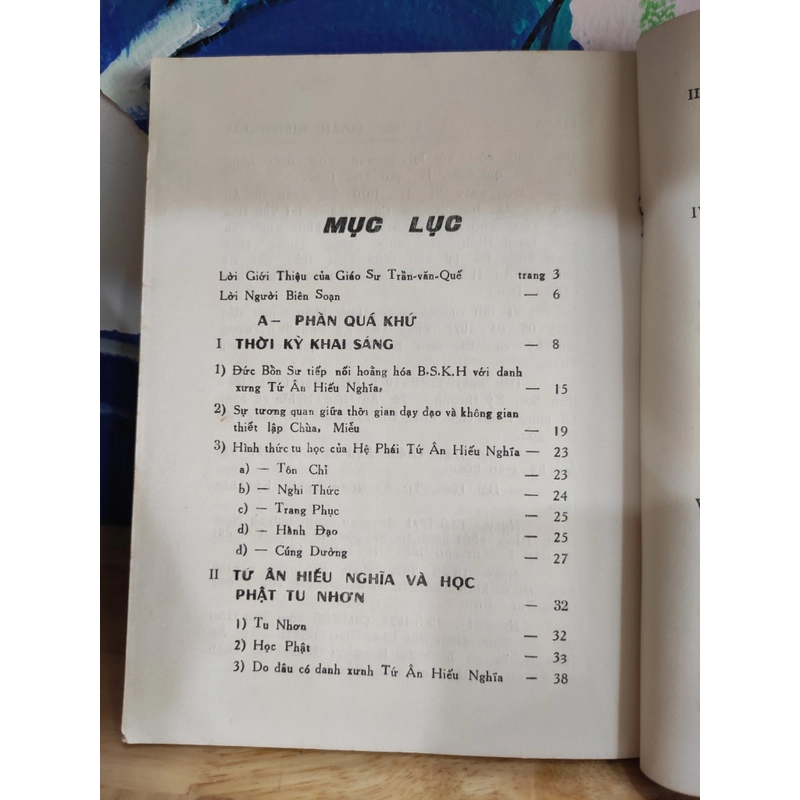 MỤC LỤC
Lời Giới Thiệu của Giáo Sư Trần-văn-Quế trang 3
Lời Người Biên Soạn — 6
A — PHẦN QUÁ KHỨ
I THỜI KỲ KHAI SÁNG — 8
1) Đức Bồn Sư tiếp nối hoằng hóa B.S.K.H với danh
xưng Tứ Ân Hiếu Nghĩa, — 15
2) Sự tương quan giữa thời gian dạy dạo và không gian
thiết lập Chùa, Miễu — 19
3) Hình thức tu học của Hệ Phái Tứ Ân Hiếu Nghĩa — 23
a) — Tôn Chỉ — 23
b) — Nghi Thức — 24
c) — Trang Phục — 25
d) — Hành Đạo — 25
d) — Cúng Dường — 27
II TỨ ÂN HIẾU NGHĨA VÀ HỌC
PHẬT TU NHƠN — 32
1) Tu Nhơn — 32
2) Học Phật — 33
3) Do dâu có danh xưnh Tứ Ân Hiếu Nghĩa — 38
II